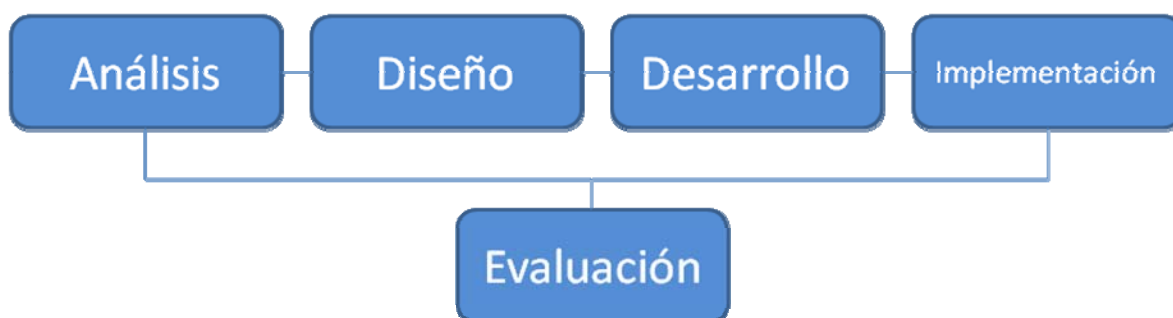 Análisis
Diseño
Desarrollo
Implementación
Evaluación